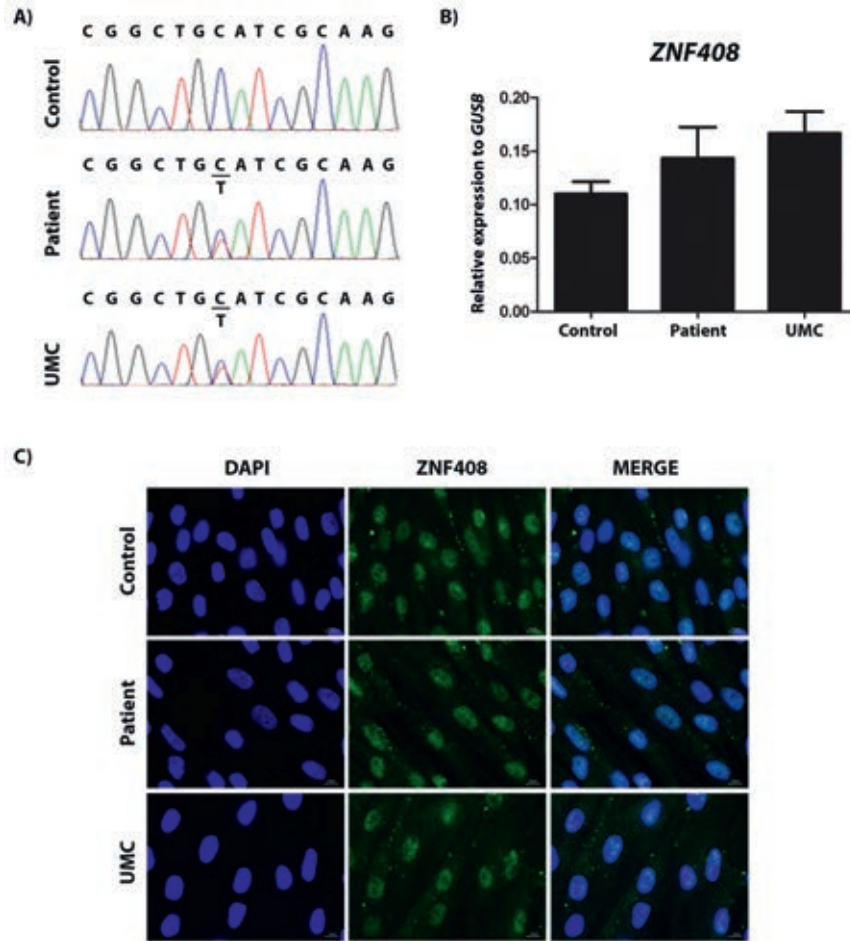 A)
Control
C G G C T G C A T C G C A A G
Patient
C G G C T G C A T C G C A A G
T
UMC
C G G C T G C A T C G C A A G
T
B)
ZNF408
Relative expression to GUSB
0.20
0.15
0.10
0.05
0.00
Control Patient UMC
C)
DAPI ZNF408 MERGE
Control
Patient
UMC